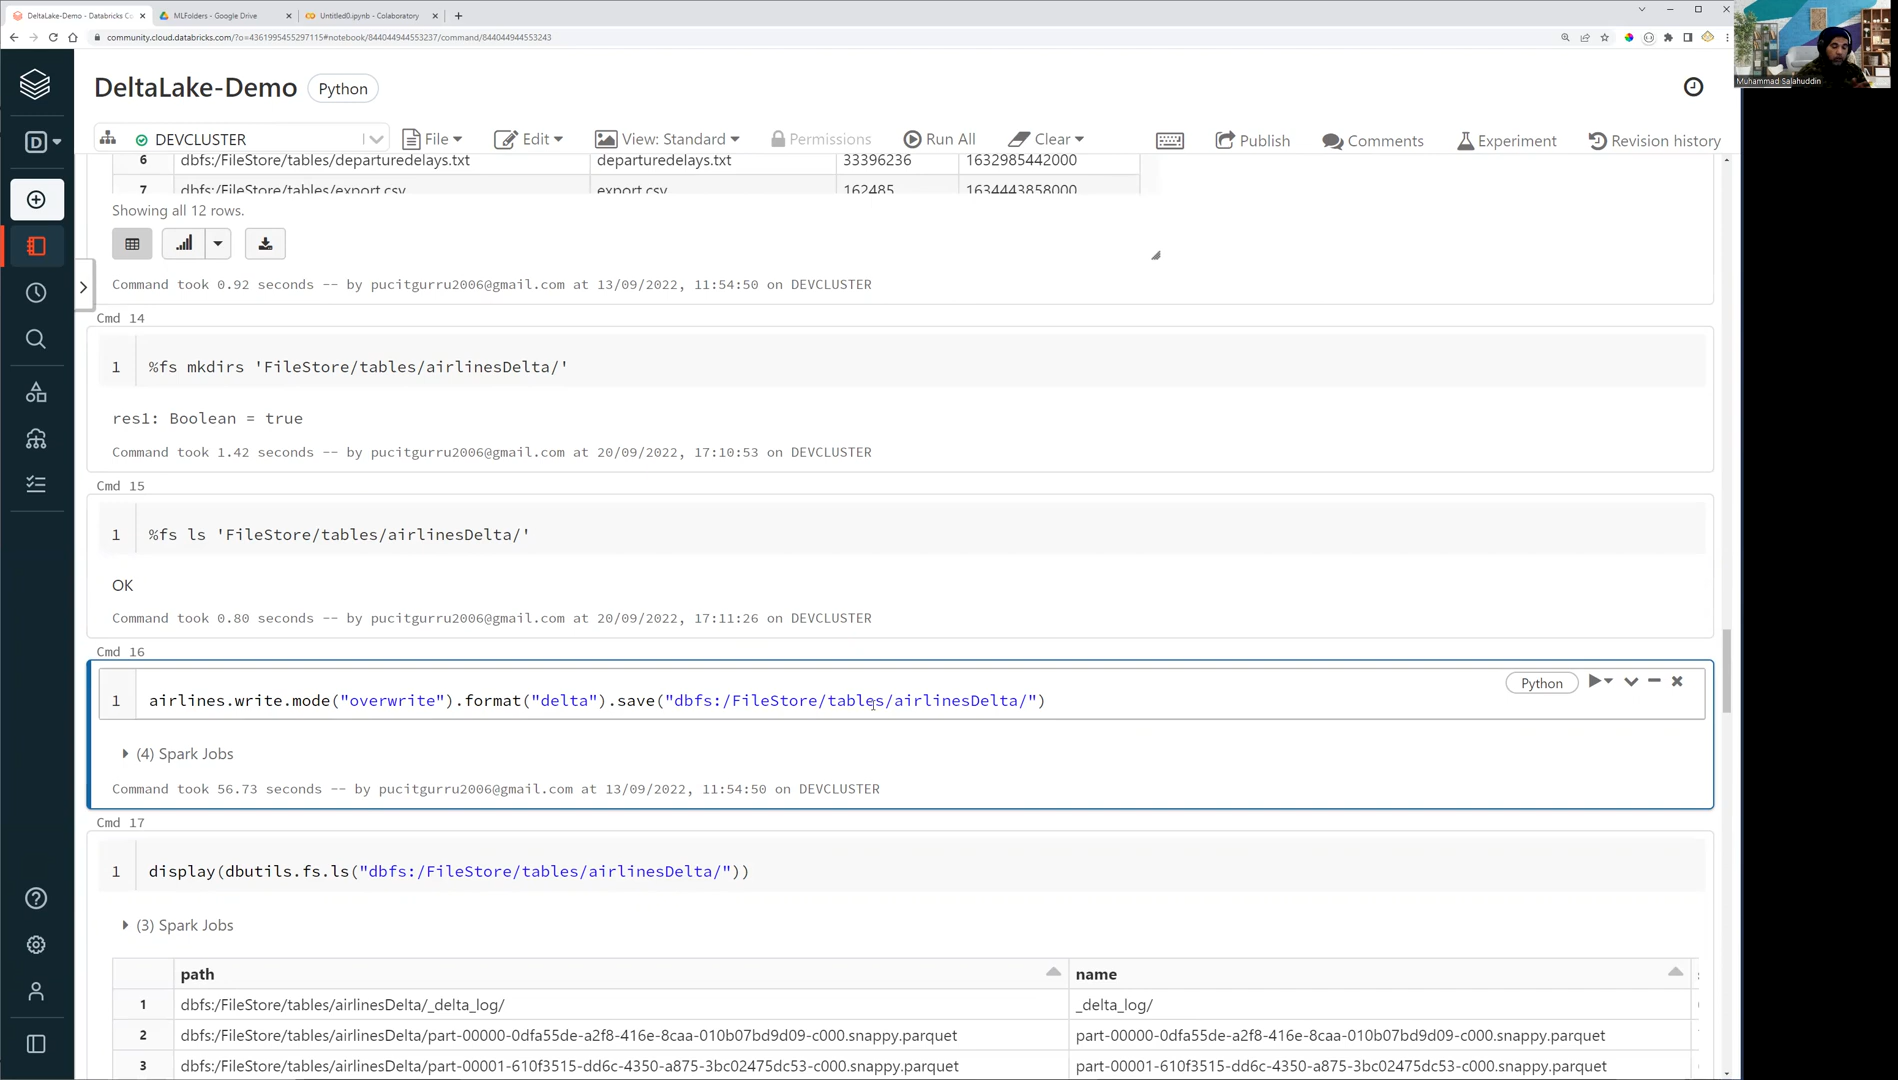 DeltaLake-Demo - Databricks Co
MLFolders - Google Drive
Untitled0.ipynb - Colaboratory
community.cloud.databricks.com/?o=4361995455297115#notebook/844044944553237/command/844044944553243
Muhammad Salahuddin
DeltaLake-Demo
Python
D
DEVCLUSTER
File
Edit
View: Standard
Permissions
Run All
Clear
Publish
Comments
Experiment
Revision history
6 dbfs:/FileStore/tables/departuredelays.txt departuredelays.txt 33396236 1632985442000
7 dbfs:/FileStore/tables/export.csv export.csv 162485 1634443858000
Showing all 12 rows.
Command took 0.92 seconds -- by pucitgurru2006@gmail.com at 13/09/2022, 11:54:50 on DEVCLUSTER
Cmd 14
1 %fs mkdirs 'FileStore/tables/airlinesDelta/'
res1: Boolean = true
Command took 1.42 seconds -- by pucitgurru2006@gmail.com at 20/09/2022, 17:10:53 on DEVCLUSTER
Cmd 15
1 %fs ls 'FileStore/tables/airlinesDelta/'
OK
Command took 0.80 seconds -- by pucitgurru2006@gmail.com at 20/09/2022, 17:11:26 on DEVCLUSTER
Cmd 16
Python
1 airlines.write.mode("overwrite").format("delta").save("dbfs:/FileStore/tables/airlinesDelta/")
(4) Spark Jobs
Command took 56.73 seconds -- by pucitgurru2006@gmail.com at 13/09/2022, 11:54:50 on DEVCLUSTER
Cmd 17
1 display(dbutils.fs.ls("dbfs:/FileStore/tables/airlinesDelta/"))
(3) Spark Jobs
path name
1 dbfs:/FileStore/tables/airlinesDelta/_delta_log/ _delta_log/
2 dbfs:/FileStore/tables/airlinesDelta/part-00000-0dfa55de-a2f8-416e-8caa-010b07bd9d09-c000.snappy.parquet part-00000-0dfa55de-a2f8-416e-8caa-010b07bd9d09-c000.snappy.parquet
3 dbfs:/FileStore/tables/airlinesDelta/part-00001-610f3515-dd6c-4350-a875-3bc02475dc53-c000.snappy.parquet part-00001-610f3515-dd6c-4350-a875-3bc02475dc53-c000.snappy.parquet